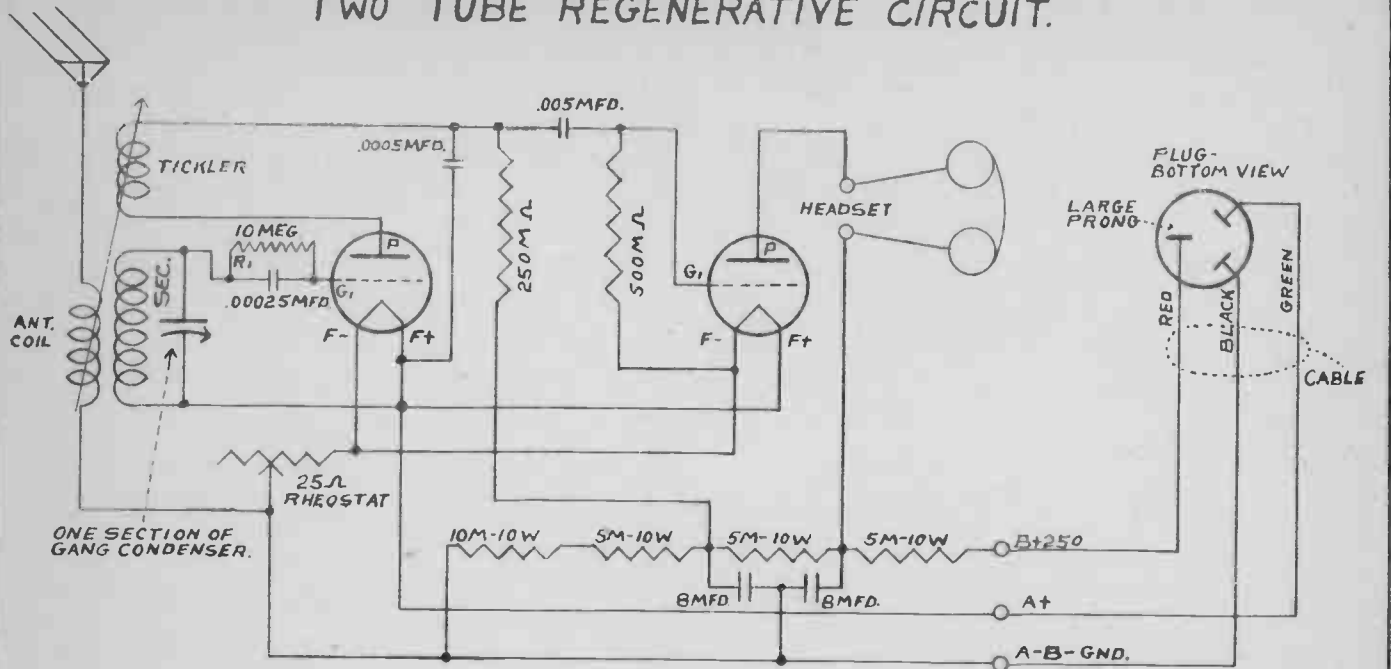 TWO TUBE REGENERATIVE CIRCUIT.
.005MFD.
.0005MFD.
TICKLER
10 MEG
R1
.00025MFD
SEC.
P
G1
F-
F+
ANT.
COIL
250MΩ
500MΩ
P
G1
F-
F+
HEADSET
PLUG-
BOTTOM VIEW
LARGE
PRONG
RED
BLACK
GREEN
CABLE
25Ω
RHEOSTAT
ONE SECTION OF
GANG CONDENSER.
10M-10W
5M-10W
5M-10W
5M-10W
B+250
8MFD.
8MFD.
A+
A-B-GND.